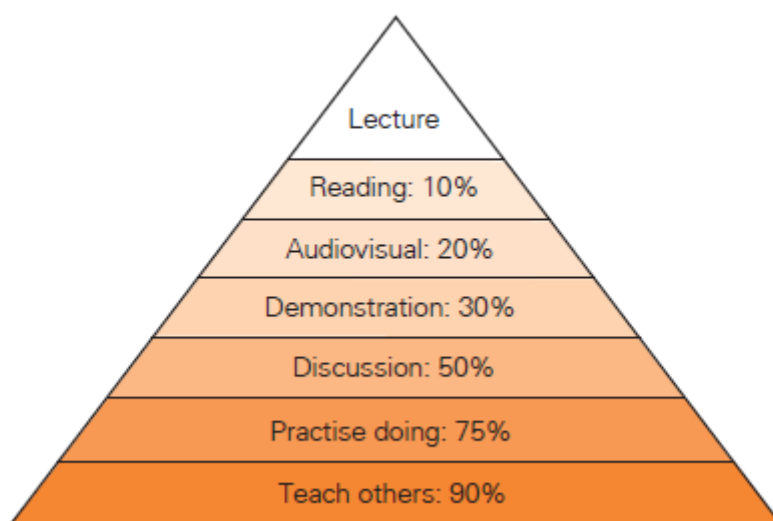 Lecture
Reading: 10%
Audiovisual: 20%
Demonstration: 30%
Discussion: 50%
Practise doing: 75%
Teach others: 90%